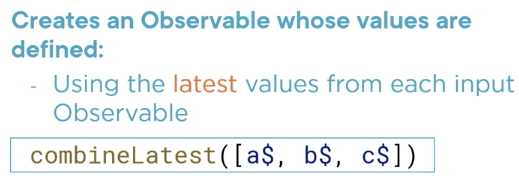 Creates an Observable whose values are
defined:
- Using the latest values from each input
Observable
combineLatest([a$, b$, c$])